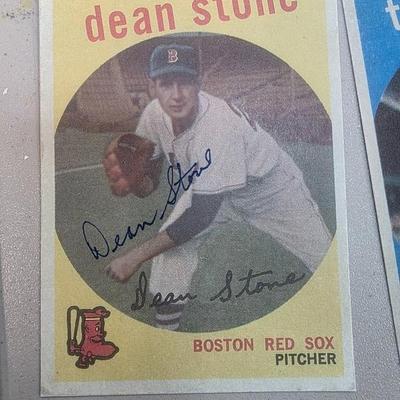 dean stone
B
Dean Stone
Dean Stone
BOSTON RED SOX
PITCHER
t